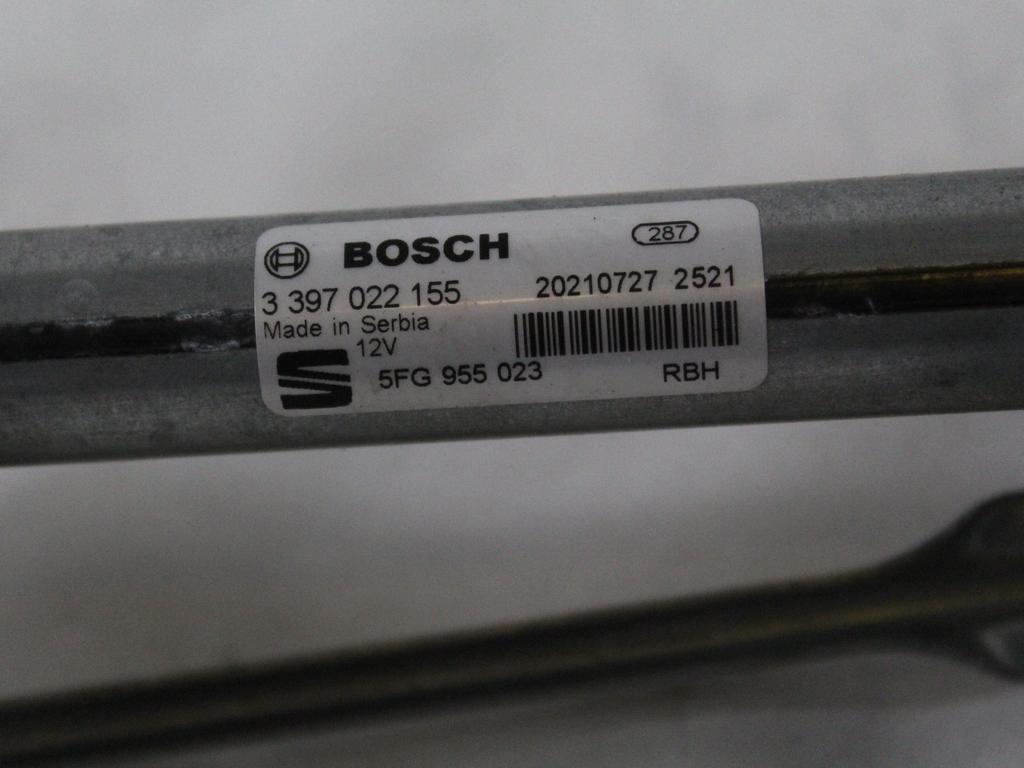 BOSCH
287
3 397 022 155
20210727 2521
Made in Serbia
12V
5FG 955 023
RBH